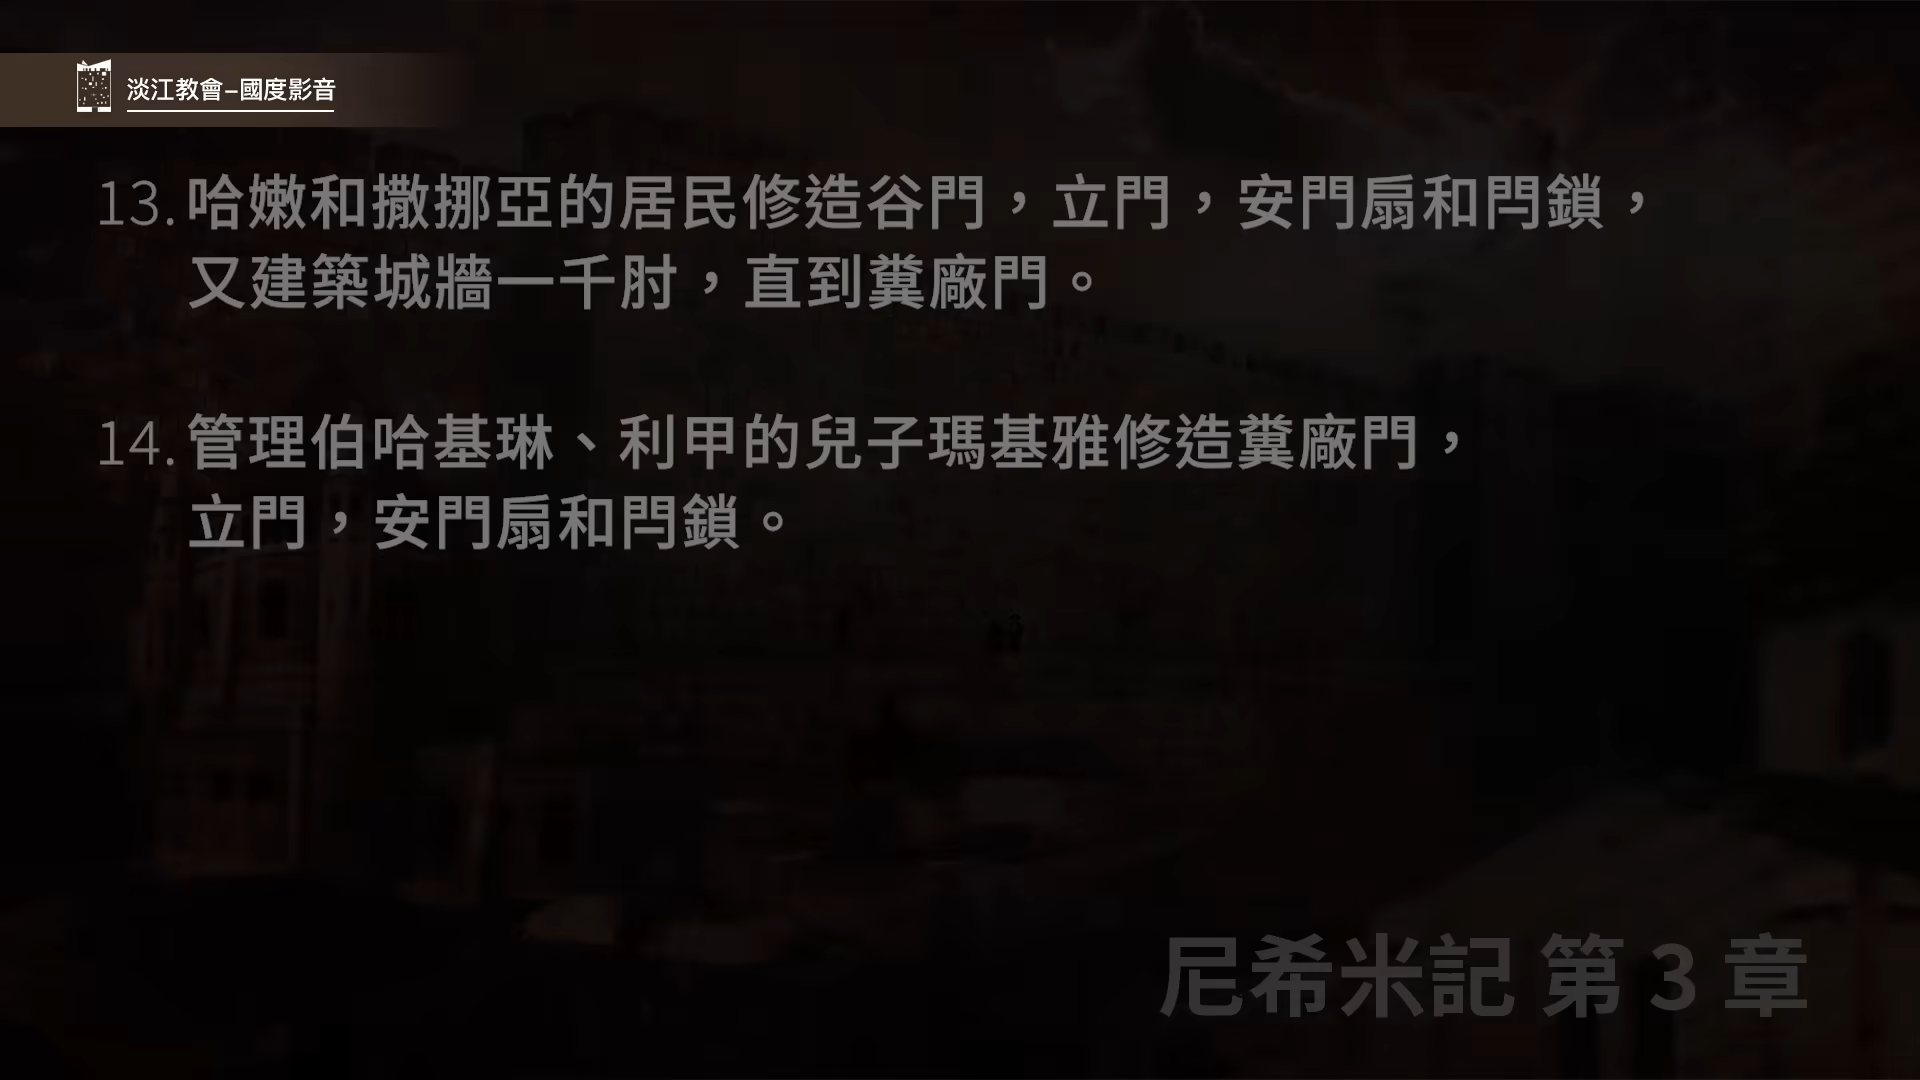 淡江教會–國度影音
13. 哈嫩和撒挪亞的居民修造谷門，立門，安門扇和閂鎖，
又建築城牆一千肘，直到糞廠門。
14. 管理伯哈基琳、利甲的兒子瑪基雅修造糞廠門，
立門，安門扇和閂鎖。
尼希米記 第 3 章